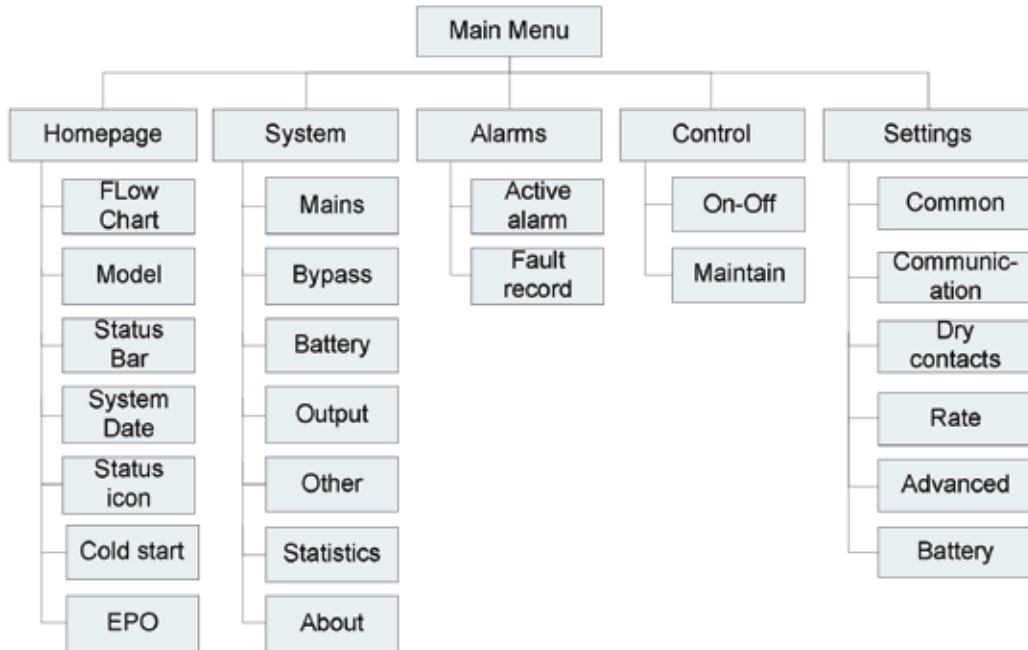 Main Menu
Homepage
System
Alarms
Control
Settings
FLow
Chart
Model
Status
Bar
System
Date
Status
icon
Cold start
EPO
Mains
Bypass
Battery
Output
Other
Statistics
About
Active
alarm
Fault
record
On-Off
Maintain
Common
Communic-
ation
Dry
contacts
Rate
Advanced
Battery